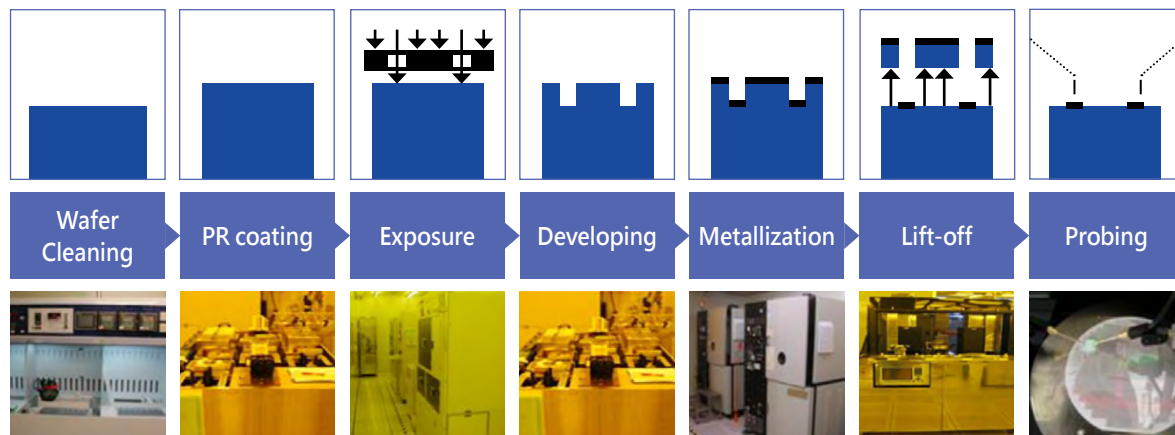 Wafer
Cleaning
PR coating
Exposure
Developing
Metallization
Lift-off
Probing